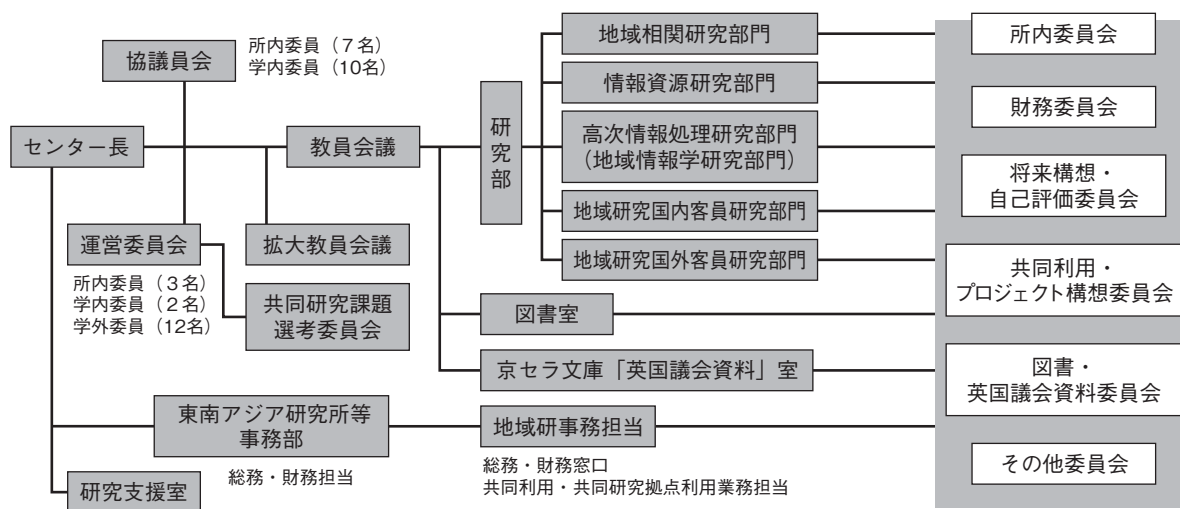 協議員会
所内委員（7名）
学内委員（10名）
センター長
教員会議
運営委員会
所内委員（3名）
学内委員（2名）
学外委員（12名）
拡大教員会議
共同研究課題
選考委員会
研究部
地域相関研究部門
情報資源研究部門
高次情報処理研究部門
（地域情報学研究部門）
地域研究国内客員研究部門
地域研究国外客員研究部門
図書室
京セラ文庫「英国議会資料」室
東南アジア研究所等
事務部
総務・財務担当
地域研事務担当
総務・財務窓口
共同利用・共同研究拠点利用業務担当
研究支援室
所内委員会
財務委員会
将来構想・
自己評価委員会
共同利用・
プロジェクト構想委員会
図書・
英国議会資料委員会
その他委員会